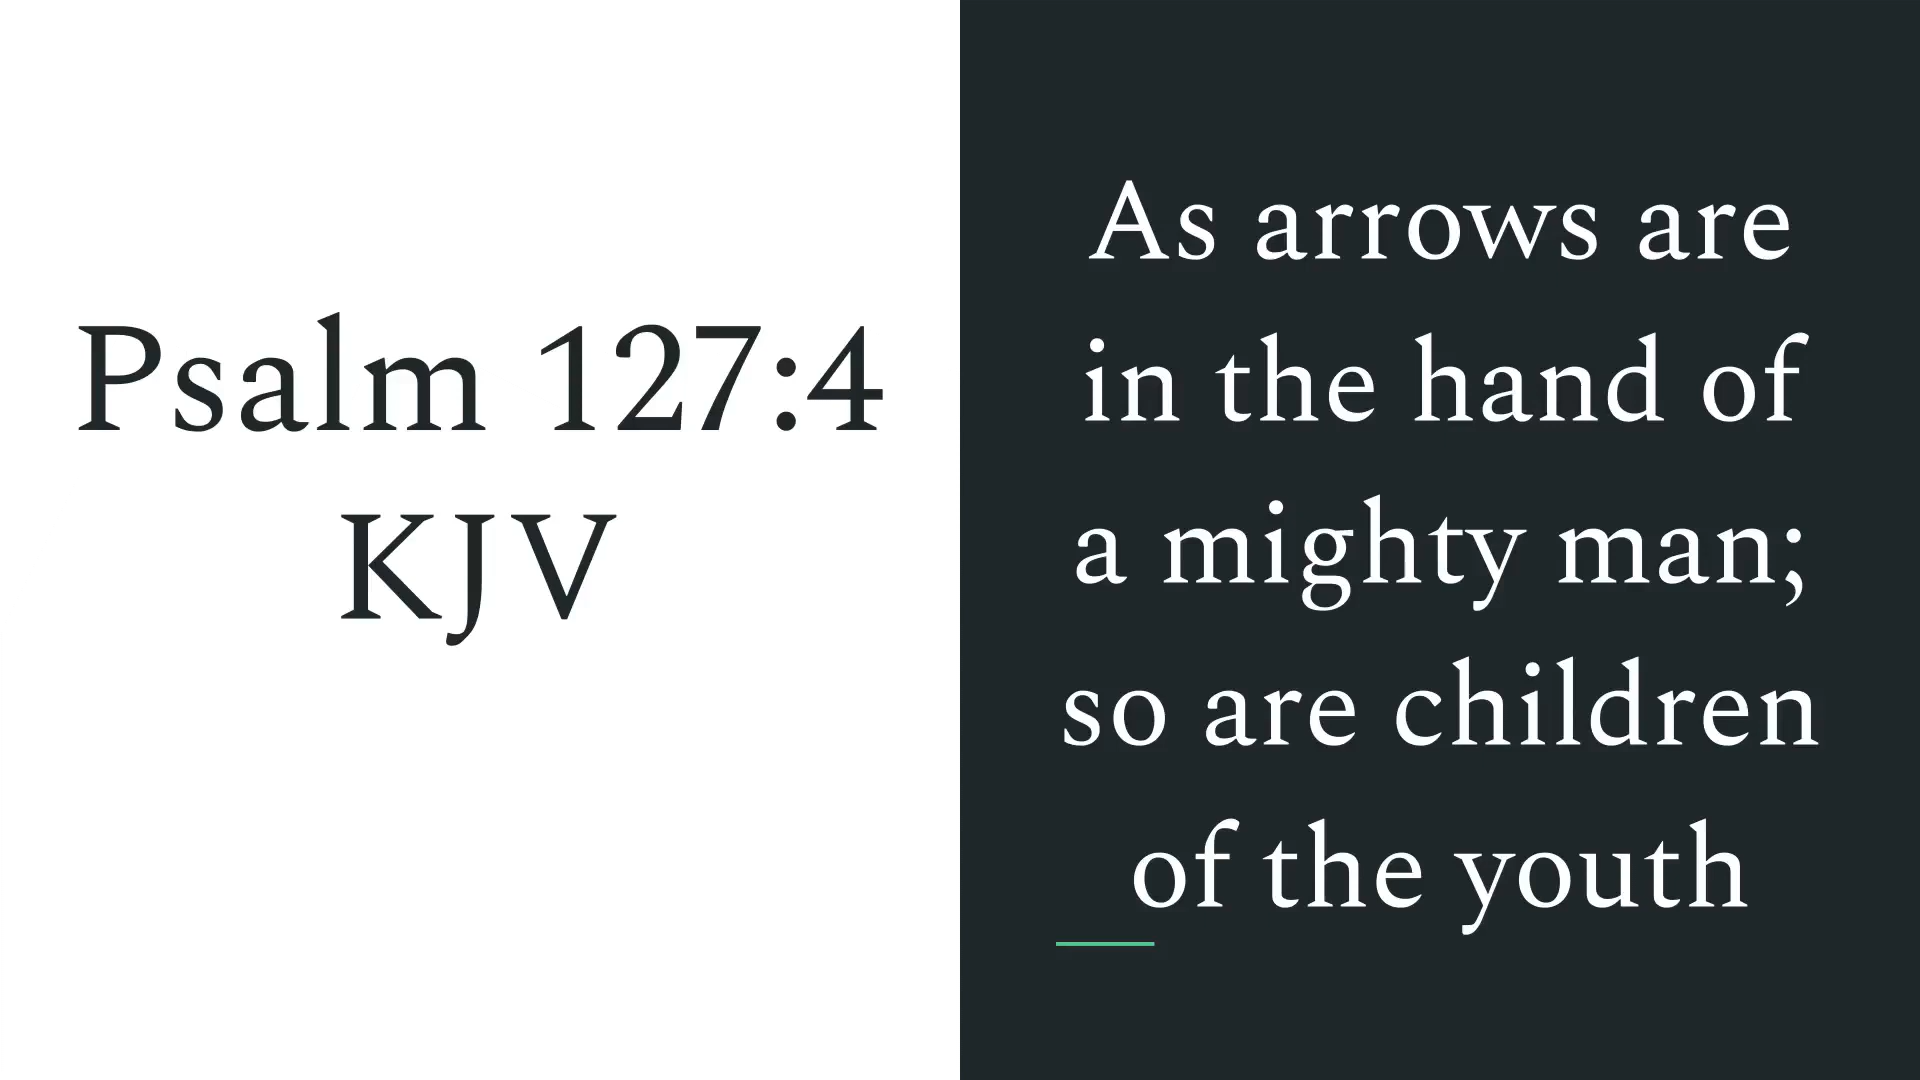 Psalm 127:4
KJV
As arrows are
in the hand of
a mighty man;
so are children
of the youth